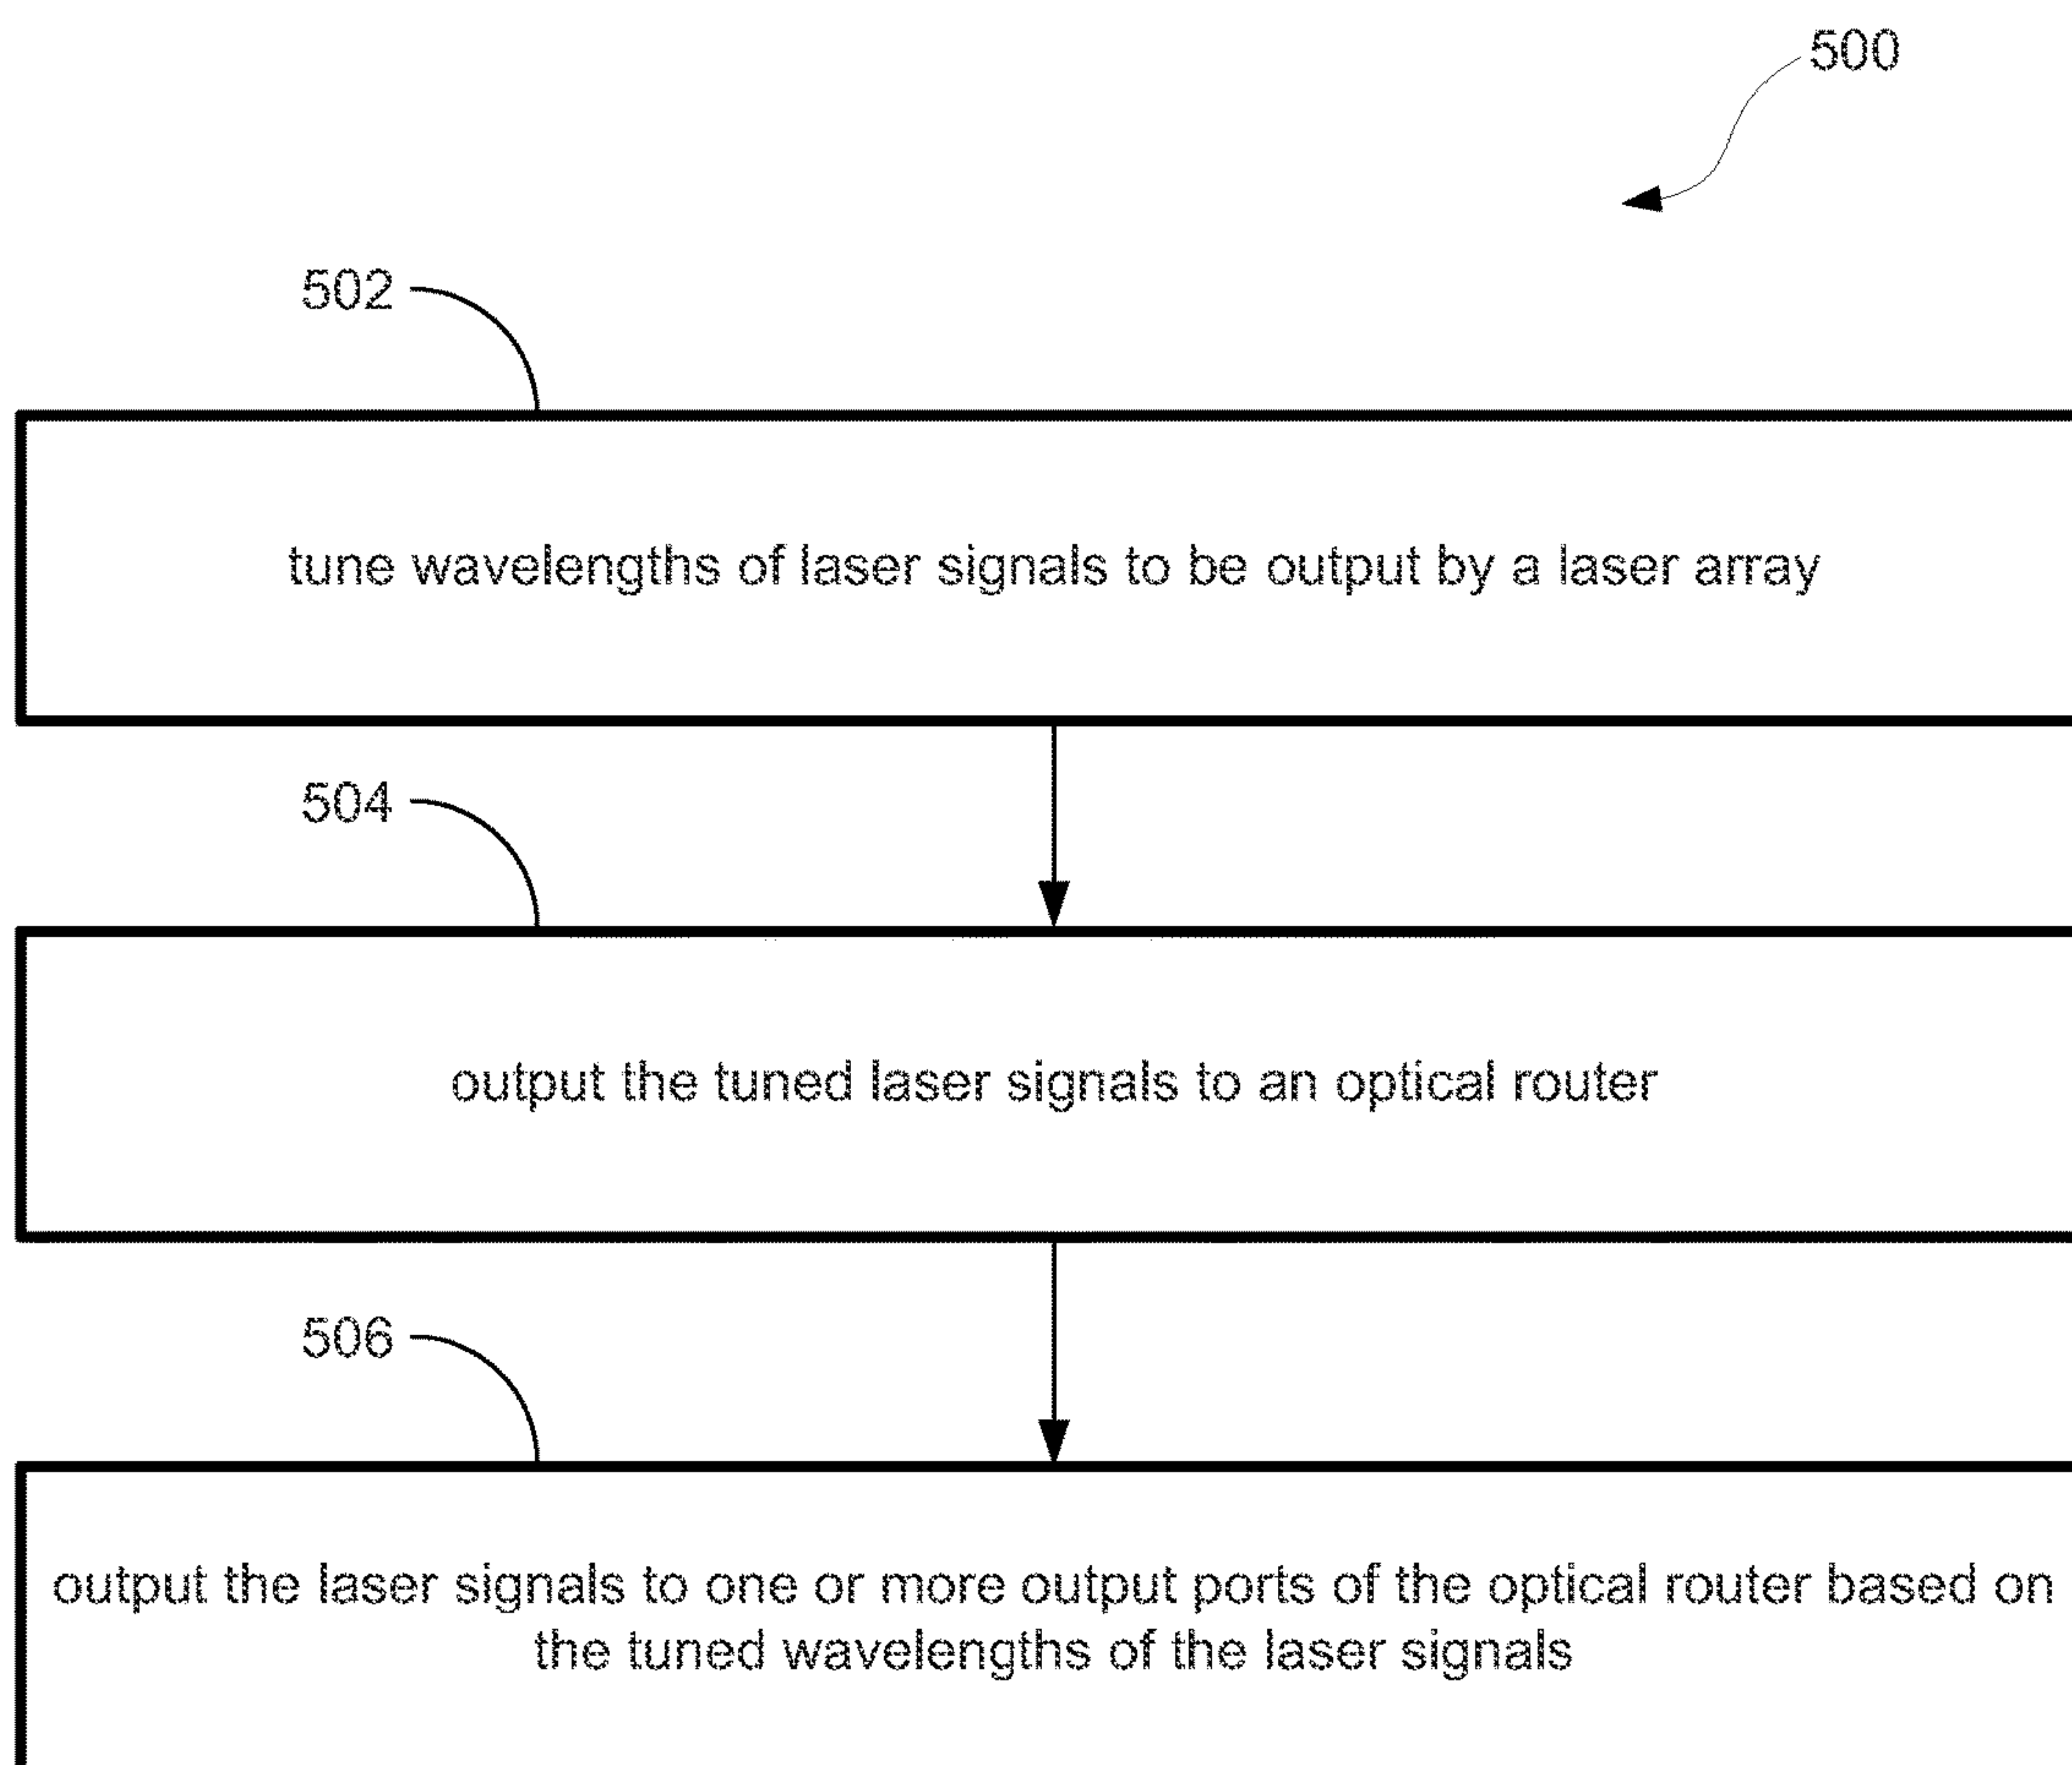 500
502
tune wavelengths of laser signals to be output by a laser array
504
output the tuned laser signals to an optical router
506
output the laser signals to one or more output ports of the optical router based on
the tuned wavelengths of the laser signals